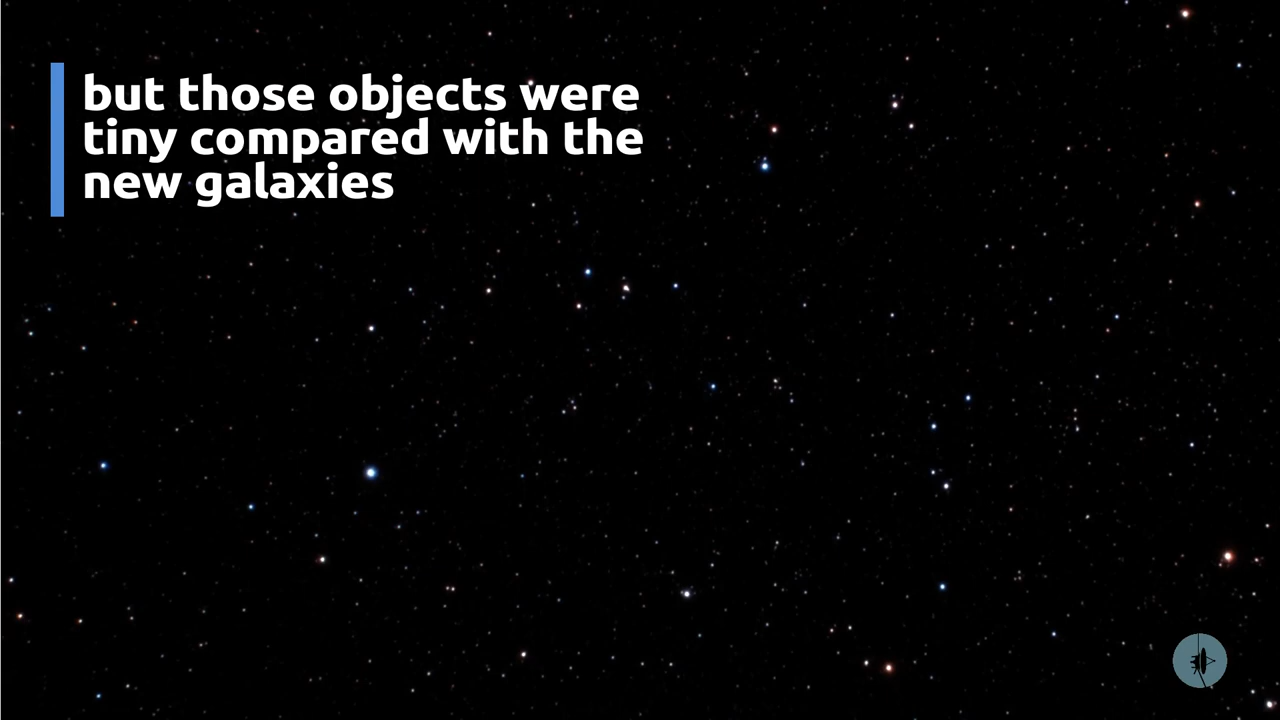 but those objects were
tiny compared with the
new galaxies